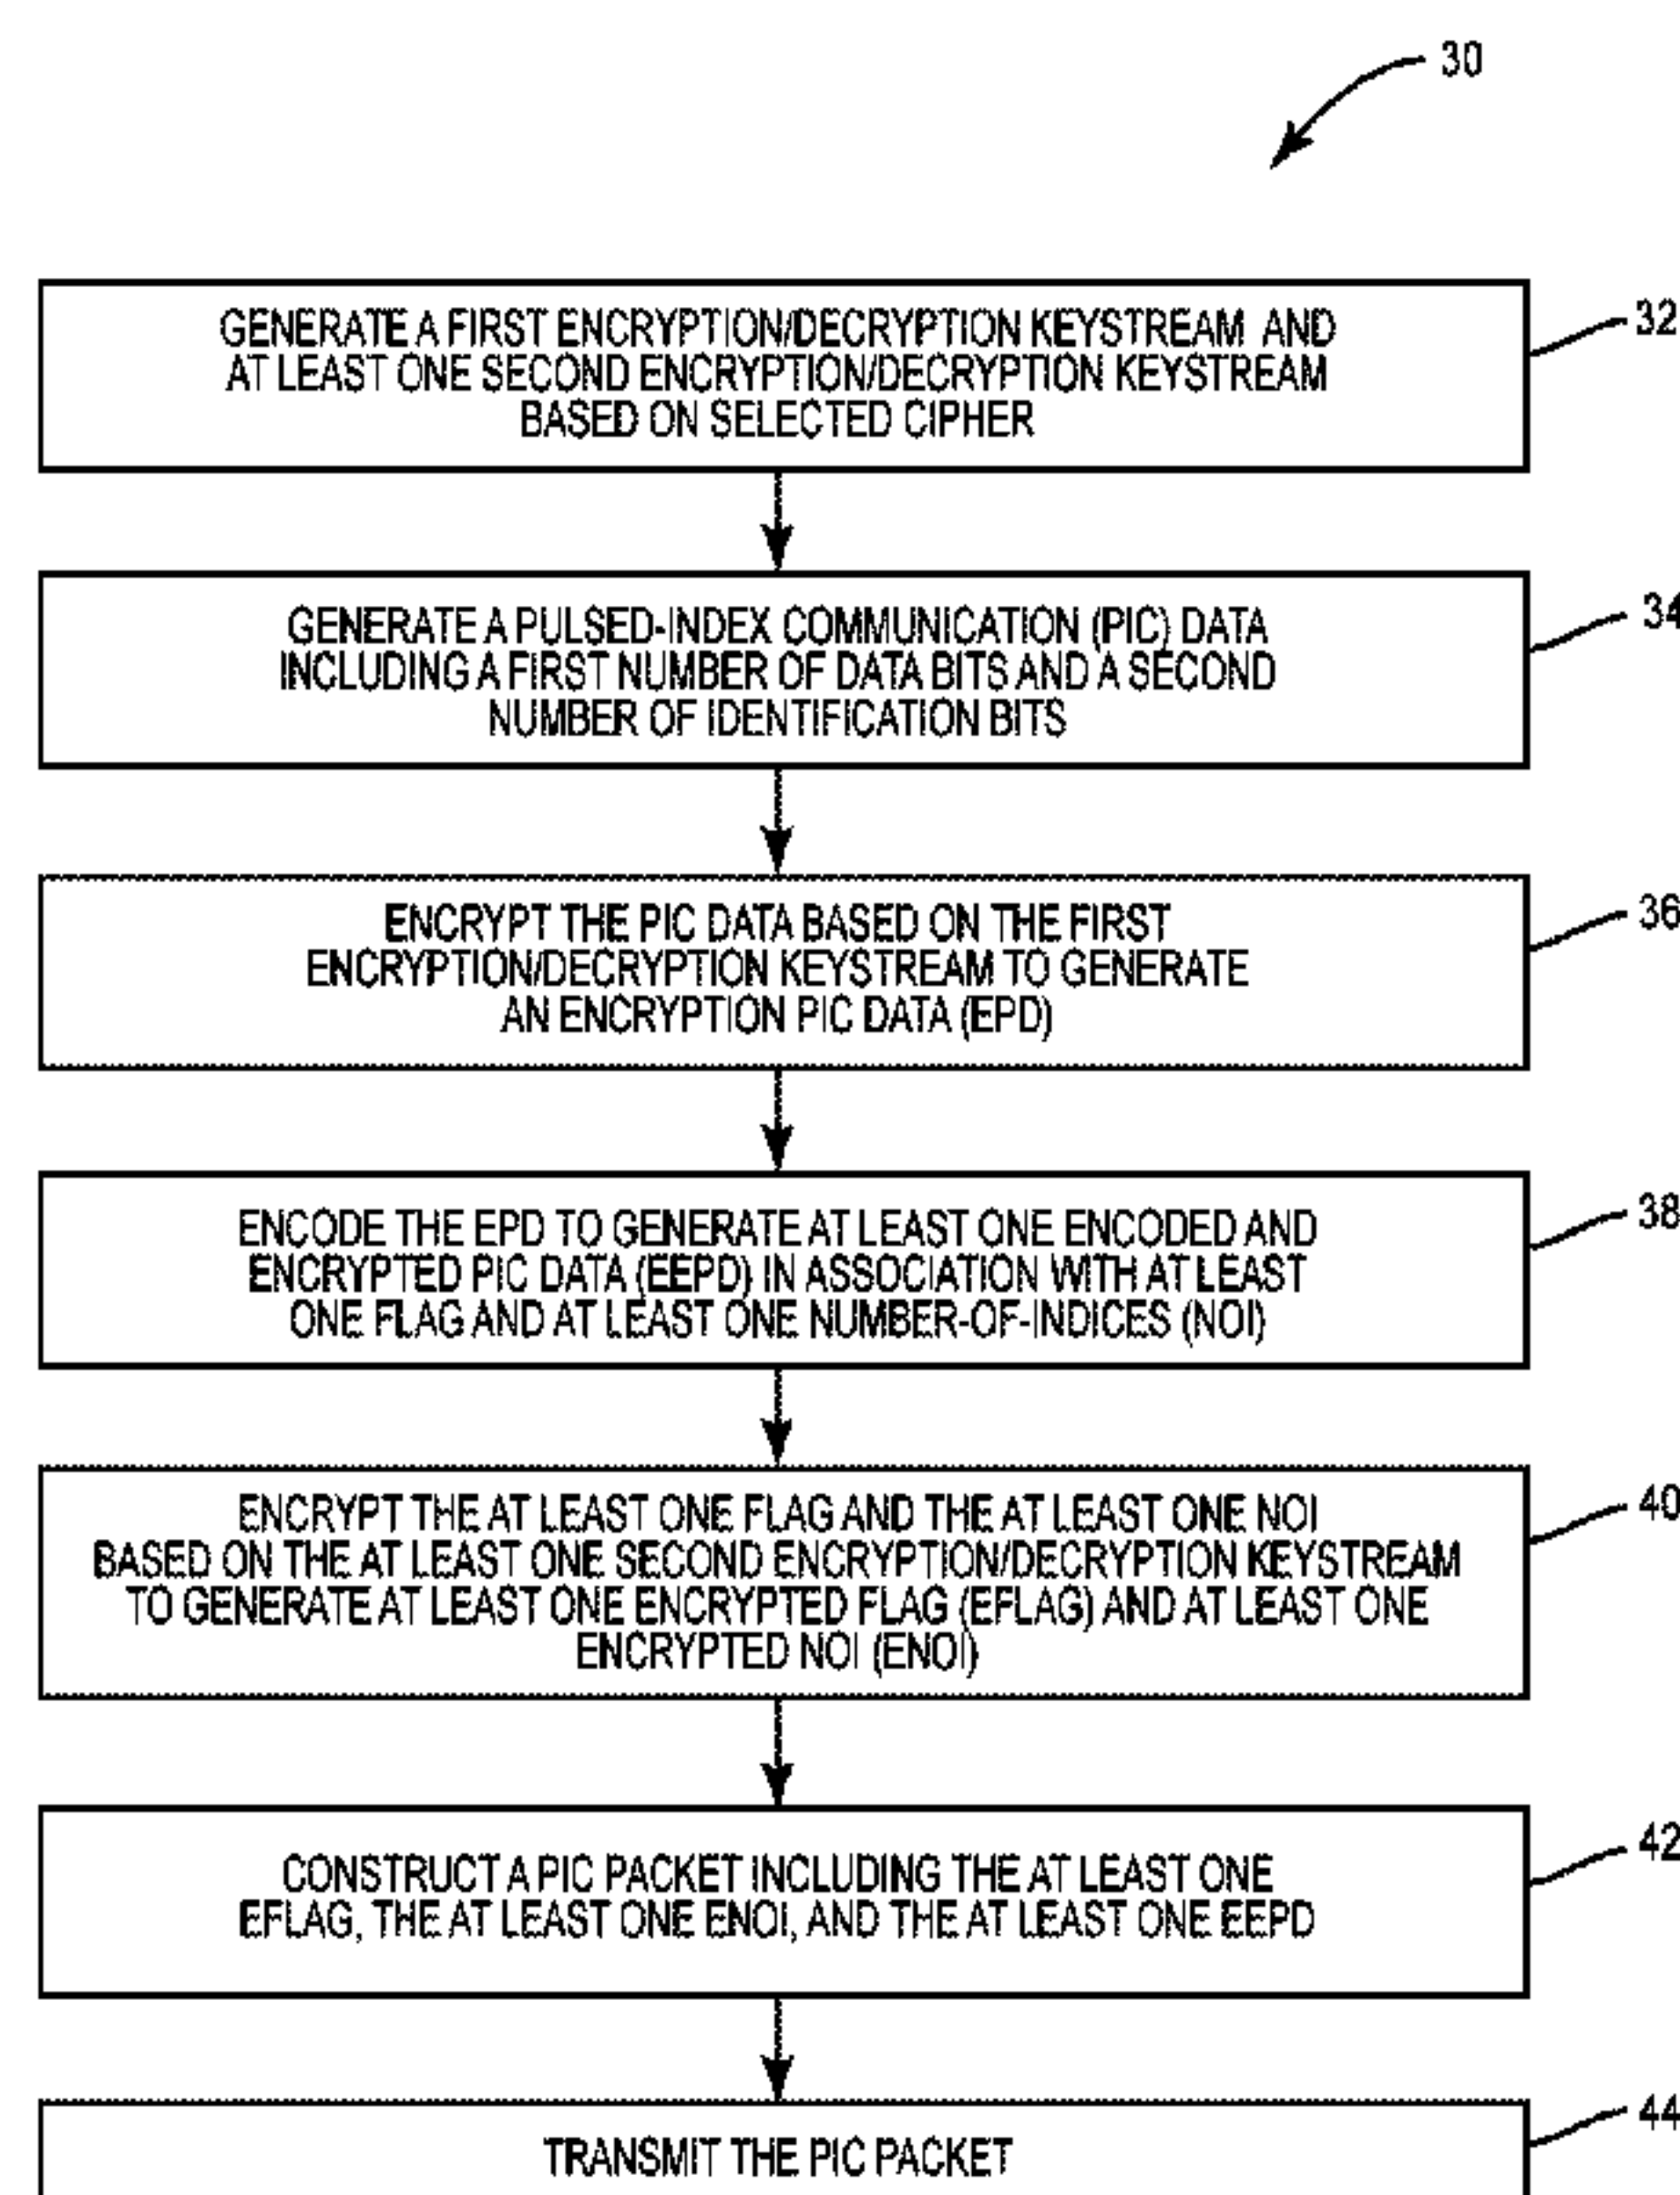 30
GENERATE A FIRST ENCRYPTION/DECRYPTION KEYSTREAM AND
AT LEAST ONE SECOND ENCRYPTION/DECRYPTION KEYSTREAM
BASED ON SELECTED CIPHER
32
GENERATE A PULSED-INDEX COMMUNICATION (PIC) DATA
INCLUDING A FIRST NUMBER OF DATA BITS AND A SECOND
NUMBER OF IDENTIFICATION BITS
34
ENCRYPT THE PIC DATA BASED ON THE FIRST
ENCRYPTION/DECRYPTION KEYSTREAM TO GENERATE
AN ENCRYPTION PIC DATA (EPD)
36
ENCODE THE EPD TO GENERATE AT LEAST ONE ENCODED AND
ENCRYPTED PIC DATA (EEPD) IN ASSOCIATION WITH AT LEAST
ONE FLAG AND AT LEAST ONE NUMBER-OF-INDICES (NOI)
38
ENCRYPT THE AT LEAST ONE FLAG AND THE AT LEAST ONE NOI
BASED ON THE AT LEAST ONE SECOND ENCRYPTION/DECRYPTION KEYSTREAM
TO GENERATE AT LEAST ONE ENCRYPTED FLAG (EFLAG) AND AT LEAST ONE
ENCRYPTED NOI (ENOI)
40
CONSTRUCT A PIC PACKET INCLUDING THE AT LEAST ONE
EFLAG, THE AT LEAST ONE ENOI, AND THE AT LEAST ONE EEPD
42
TRANSMIT THE PIC PACKET
44